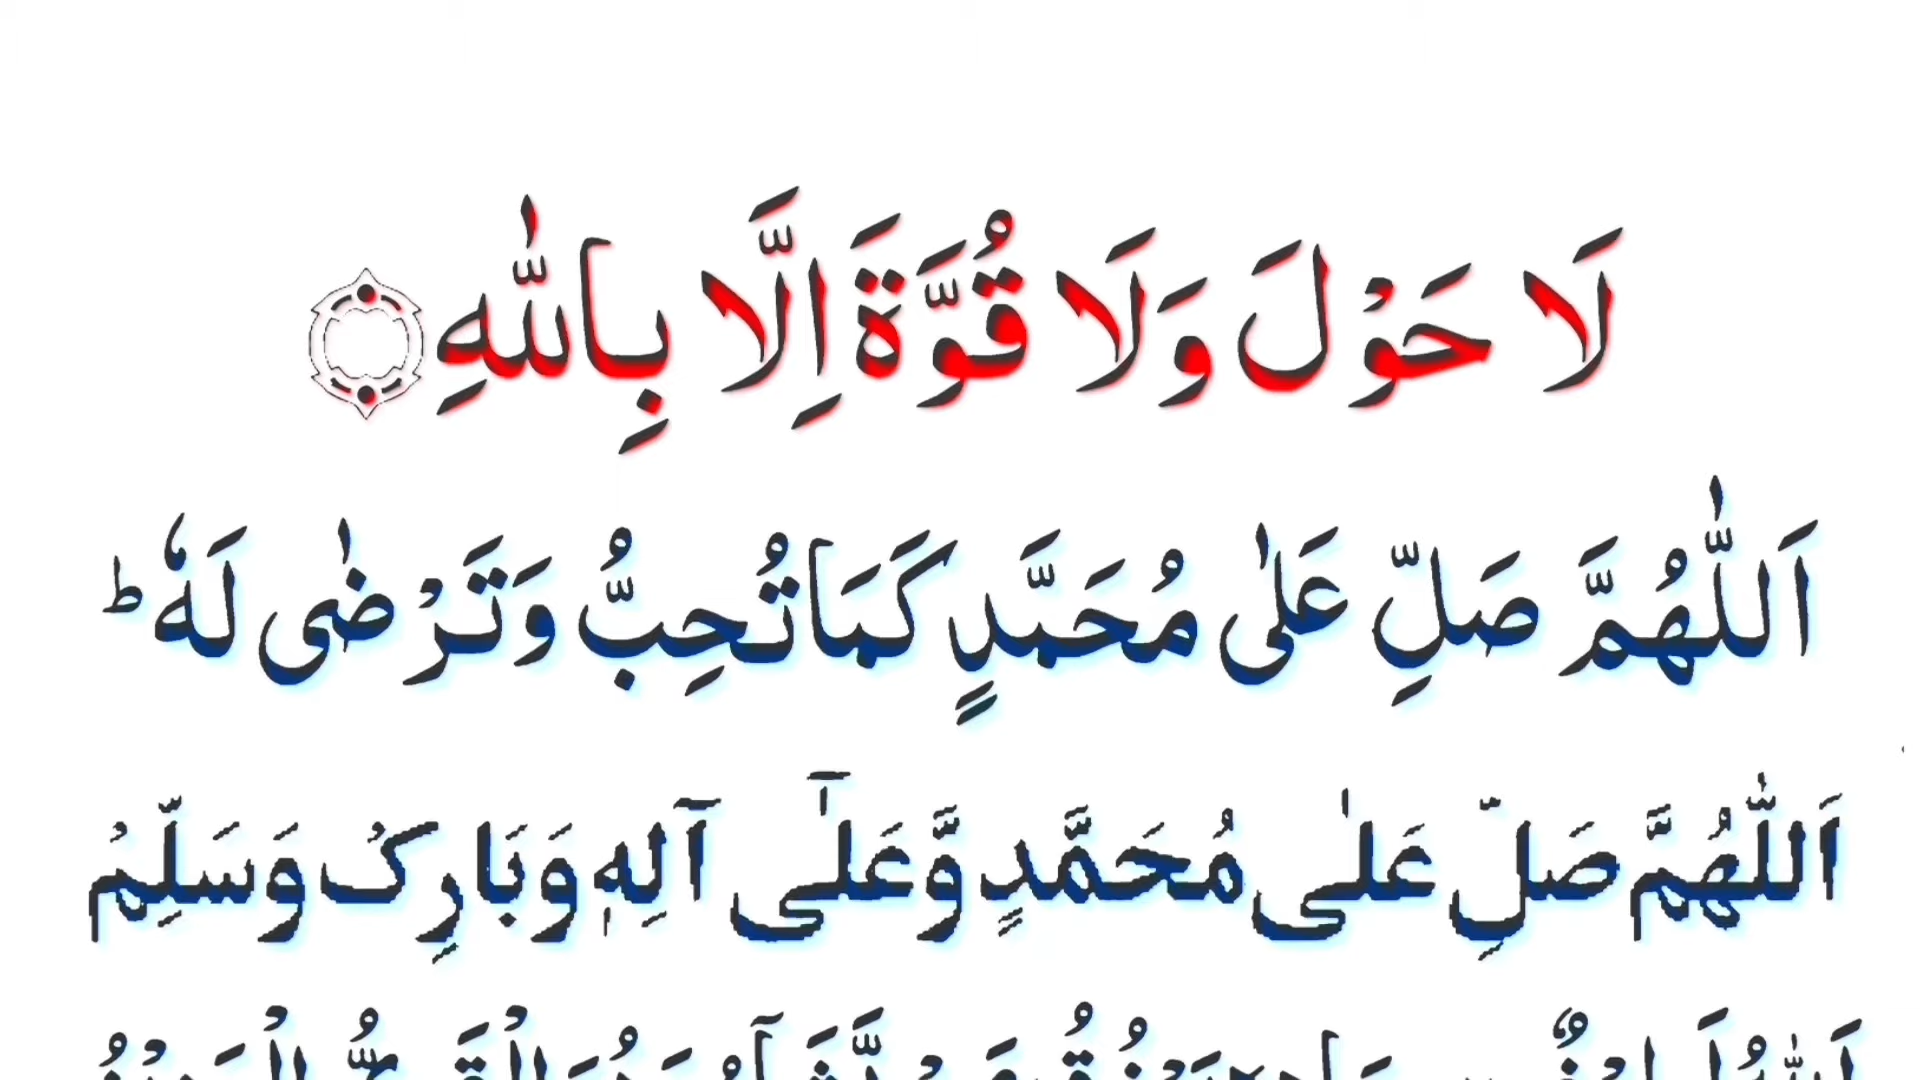 لَا حَوْلَ وَلَا قُوَّةَ اِلَّا بِاللّٰهِ
اَللّٰهُمَّ صَلِّ عَلٰى مُحَمَّدٍ كَمَا تُحِبُّ وَتَرْضٰى لَهٗ ؕ
اَللّٰهُمَّ صَلِّ عَلٰى مُحَمَّدٍ وَّعَلٰٓى آلِهٖ وَبَارِکْ وَسَلِّمْ